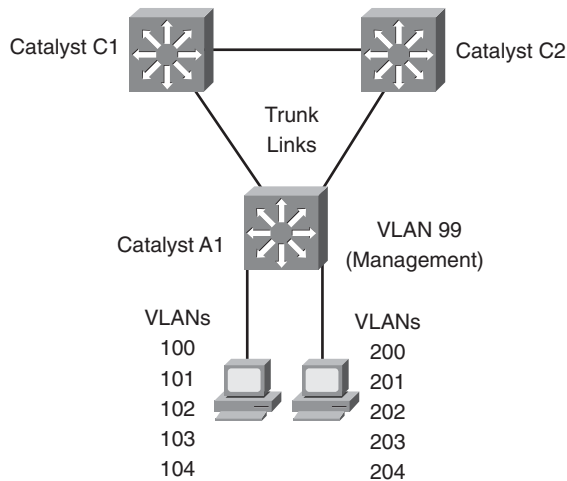 Catalyst C1
Catalyst C2
Trunk
Links
Catalyst A1
VLAN 99
(Management)
VLANs
100
101
102
103
104
VLANs
200
201
202
203
204